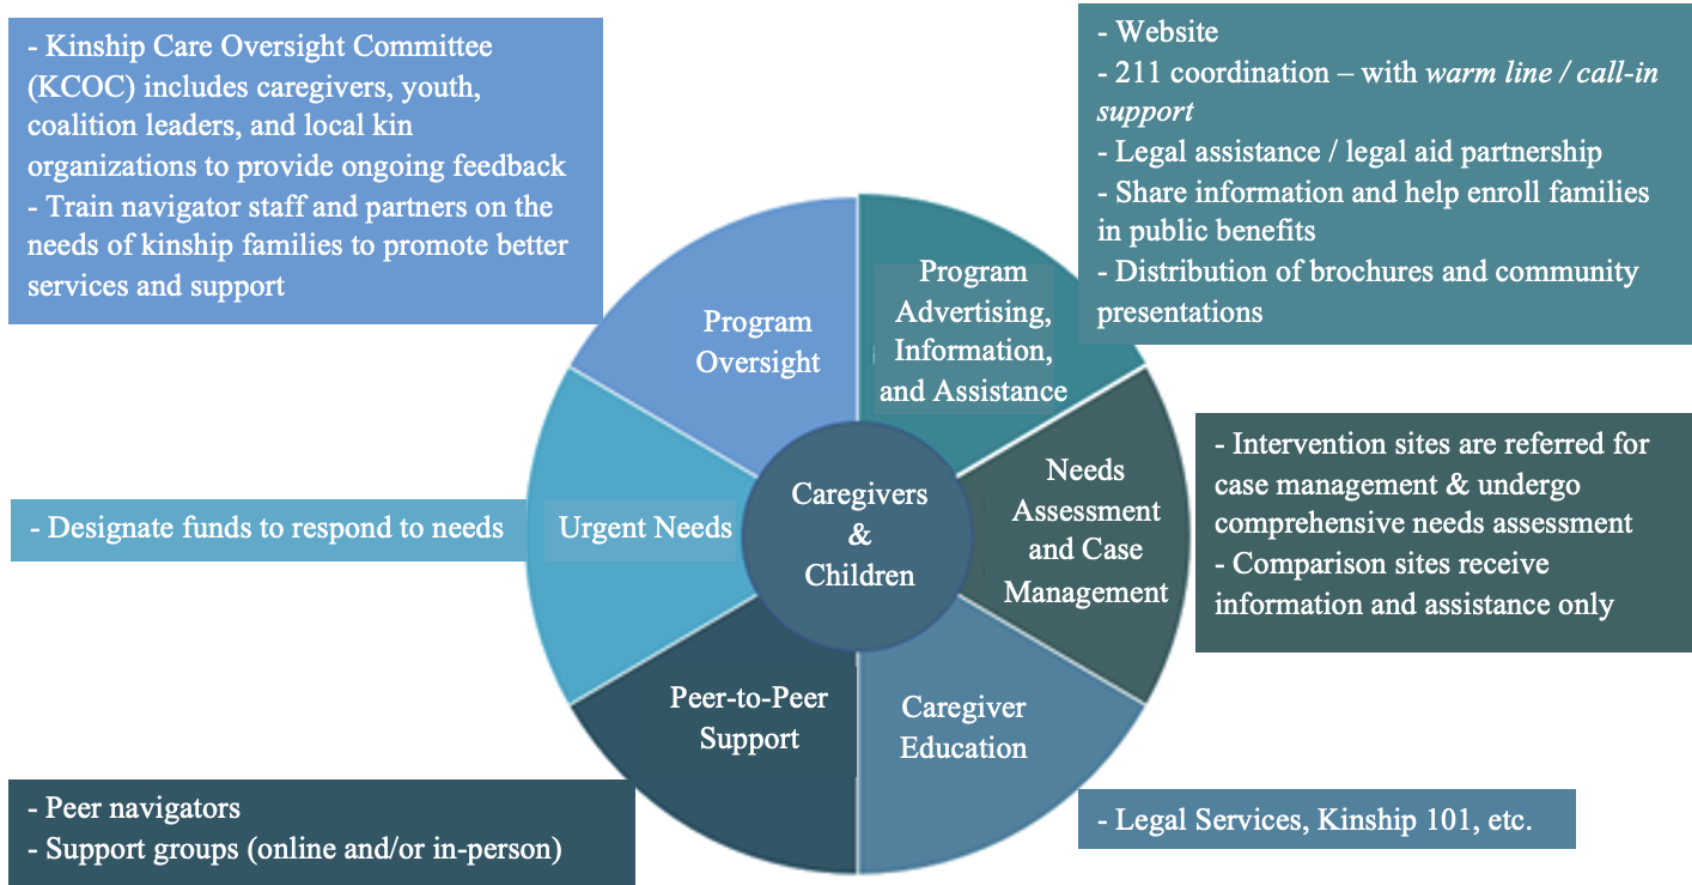 - Kinship Care Oversight Committee
(KCOC) includes caregivers, youth,
coalition leaders, and local kin
organizations to provide ongoing feedback
- Train navigator staff and partners on the
needs of kinship families to promote better
services and support
- Website
- 211 coordination – with warm line / call-in
support
- Legal assistance / legal aid partnership
- Share information and help enroll families
in public benefits
- Distribution of brochures and community
presentations
Program
Oversight
Program
Advertising,
Information,
and Assistance
- Designate funds to respond to needs
Urgent Needs
Caregivers
&
Children
Needs
Assessment
and Case
Management
- Intervention sites are referred for
case management & undergo
comprehensive needs assessment
- Comparison sites receive
information and assistance only
Peer-to-Peer
Support
Caregiver
Education
- Peer navigators
- Support groups (online and/or in-person)
- Legal Services, Kinship 101, etc.